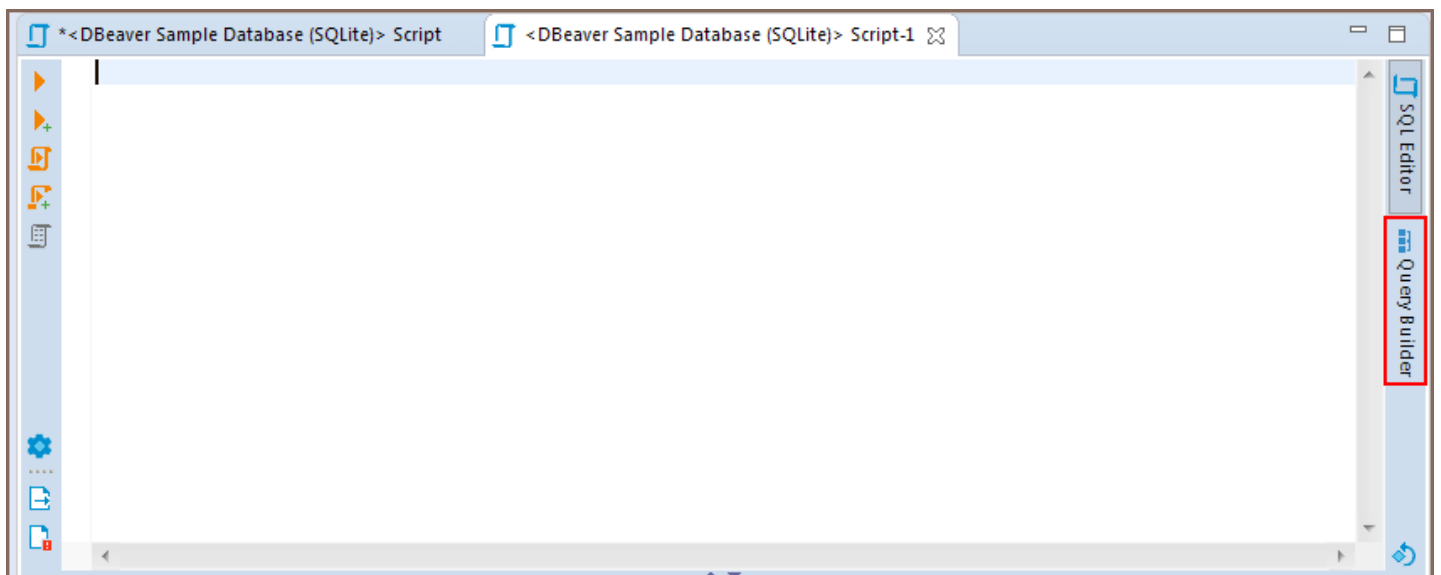 *<DBeaver Sample Database (SQLite)> Script
<DBeaver Sample Database (SQLite)> Script-1
SQL Editor
Query Builder